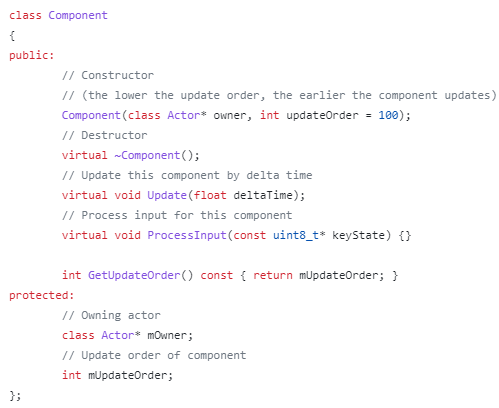 class Component
{
public:
	// Constructor
	// (the lower the update order, the earlier the component updates)
	Component(class Actor* owner, int updateOrder = 100);
	// Destructor
	virtual ~Component();
	// Update this component by delta time
	virtual void Update(float deltaTime);
	// Process input for this component
	virtual void ProcessInput(const uint8_t* keyState) {}

	int GetUpdateOrder() const { return mUpdateOrder; }
protected:
	// Owning actor
	class Actor* mOwner;
	// Update order of component
	int mUpdateOrder;
};